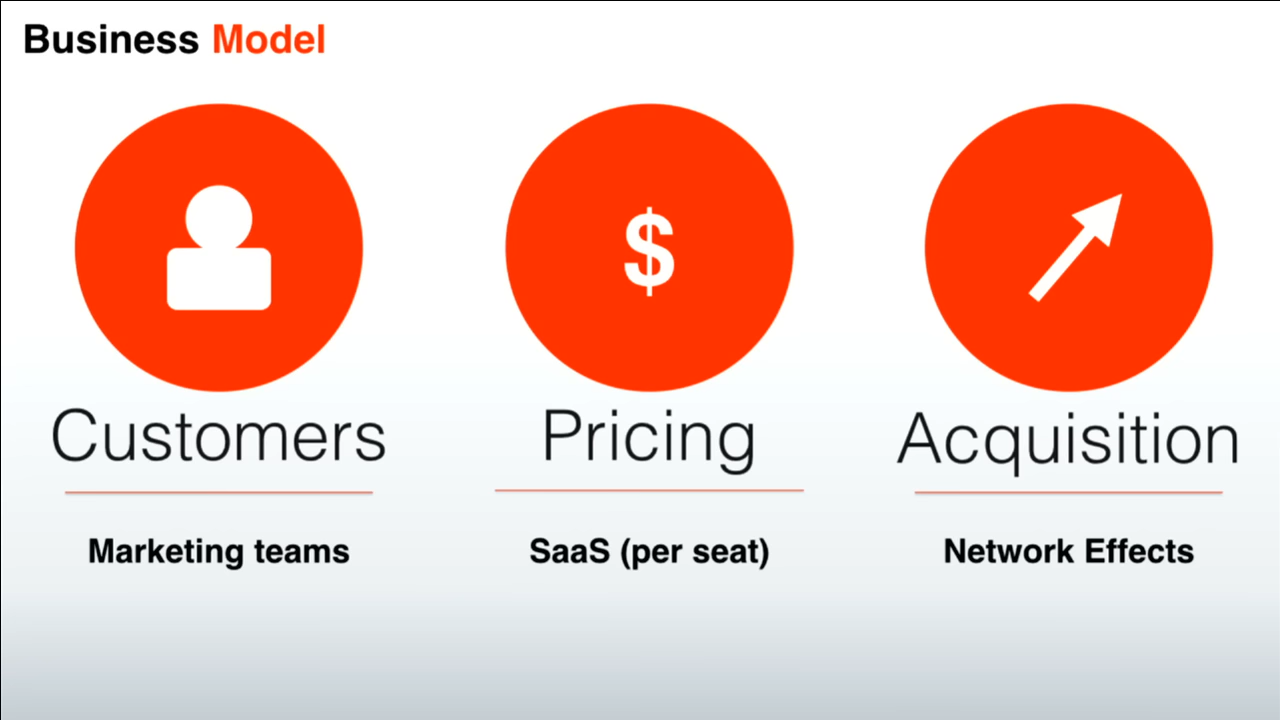 Business Model
$
Customers
Pricing
Acquisition
Marketing teams
SaaS (per seat)
Network Effects